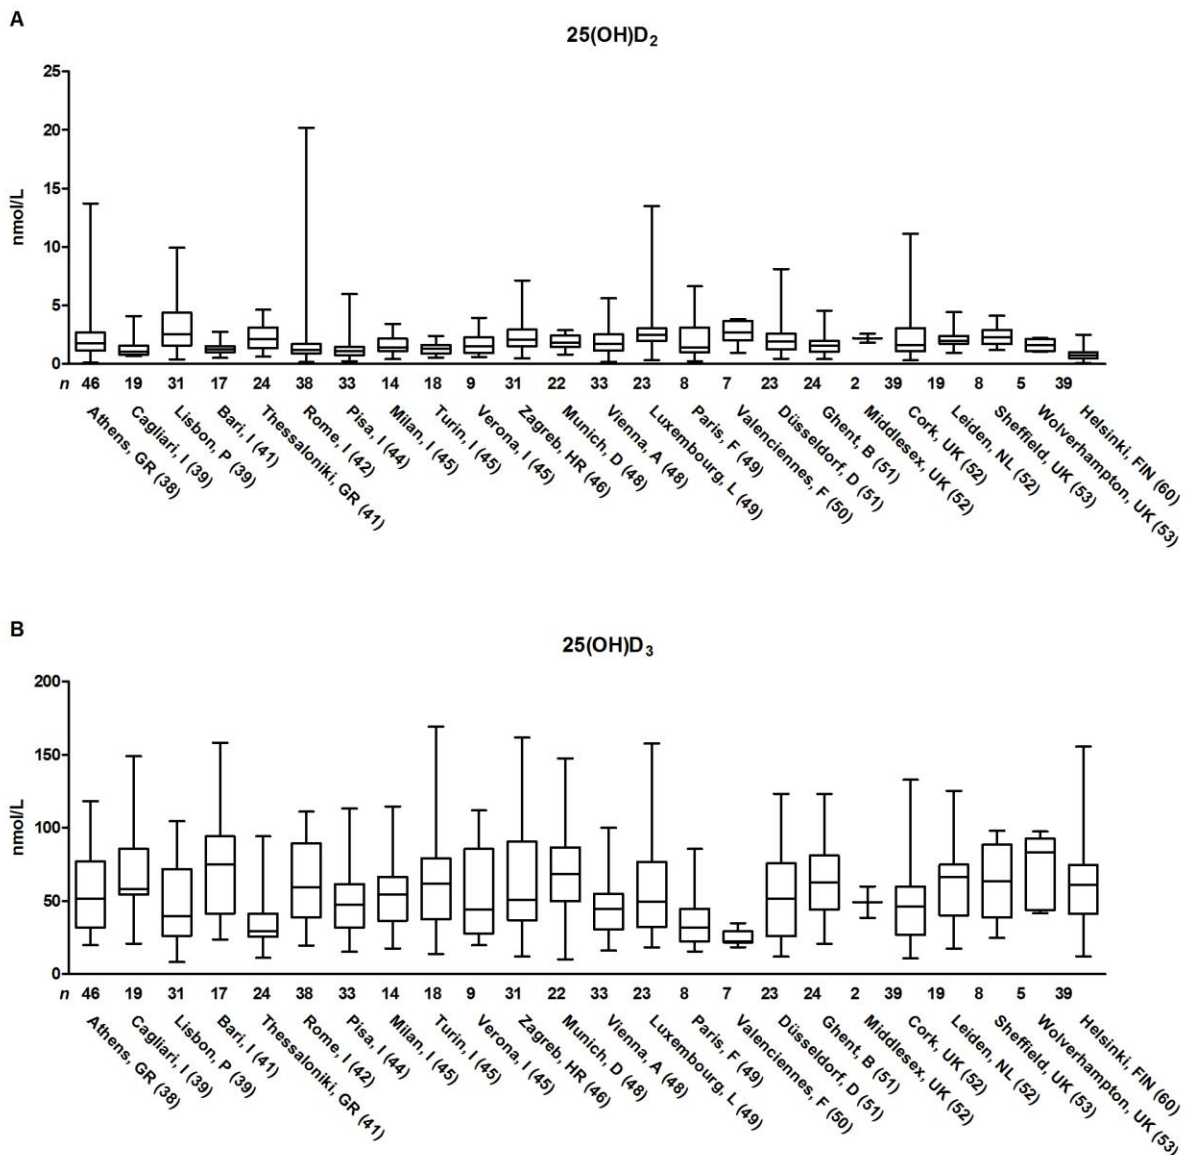 A
25(OH)D2
25
20
15
10
5
0
nmol/L
n 46 19 31 17 24 38 33 14 18 9 31 22 33 23 8 7 23 24 2 39 19 8 5 39
Athens, GR (38)
Cagliari, I (39)
Lisbon, P (39)
Bari, I (41)
Thessaloniki, GR (41)
Rome, I (42)
Pisa, I (44)
Milan, I (45)
Turin, I (45)
Verona, I (45)
Zagreb, HR (46)
Munich, D (48)
Vienna, A (48)
Luxembourg, L (49)
Paris, F (49)
Valenciennes, F (50)
Düsseldorf, D (51)
Ghent, B (51)
Middlesex, UK (52)
Cork, UK (52)
Leiden, NL (52)
Sheffield, UK (53)
Wolverhampton, UK (53)
Helsinki, FIN (60)
B
25(OH)D3
200
150
100
50
0
nmol/L
n 46 19 31 17 24 38 33 14 18 9 31 22 33 23 8 7 23 24 2 39 19 8 5 39
Athens, GR (38)
Cagliari, I (39)
Lisbon, P (39)
Bari, I (41)
Thessaloniki, GR (41)
Rome, I (42)
Pisa, I (44)
Milan, I (45)
Turin, I (45)
Verona, I (45)
Zagreb, HR (46)
Munich, D (48)
Vienna, A (48)
Luxembourg, L (49)
Paris, F (49)
Valenciennes, F (50)
Düsseldorf, D (51)
Ghent, B (51)
Middlesex, UK (52)
Cork, UK (52)
Leiden, NL (52)
Sheffield, UK (53)
Wolverhampton, UK (53)
Helsinki, FIN (60)